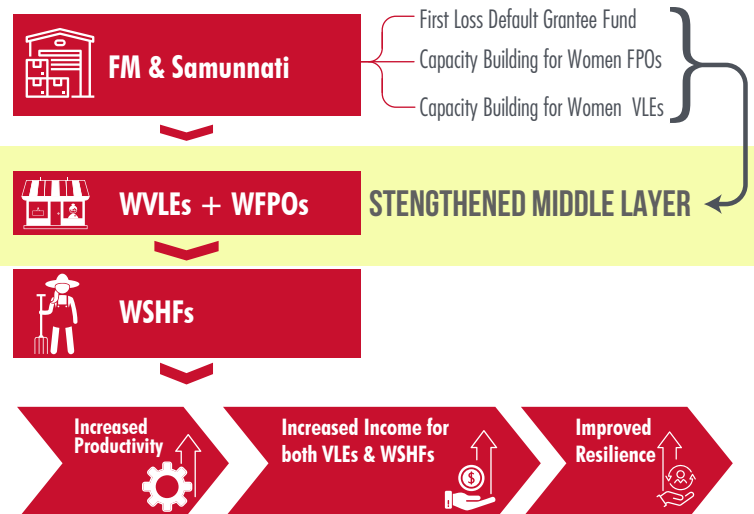 First Loss Default Grantee Fund
FM & Samunnati
Capacity Building for Women FPOs
Capacity Building for Women VLEs
WVLEs + WFPOs
STENGTHENED MIDDLE LAYER
WSHFs
Increased
Productivity
Increased Income for
both VLEs & WSHFs
Improved
Resilience